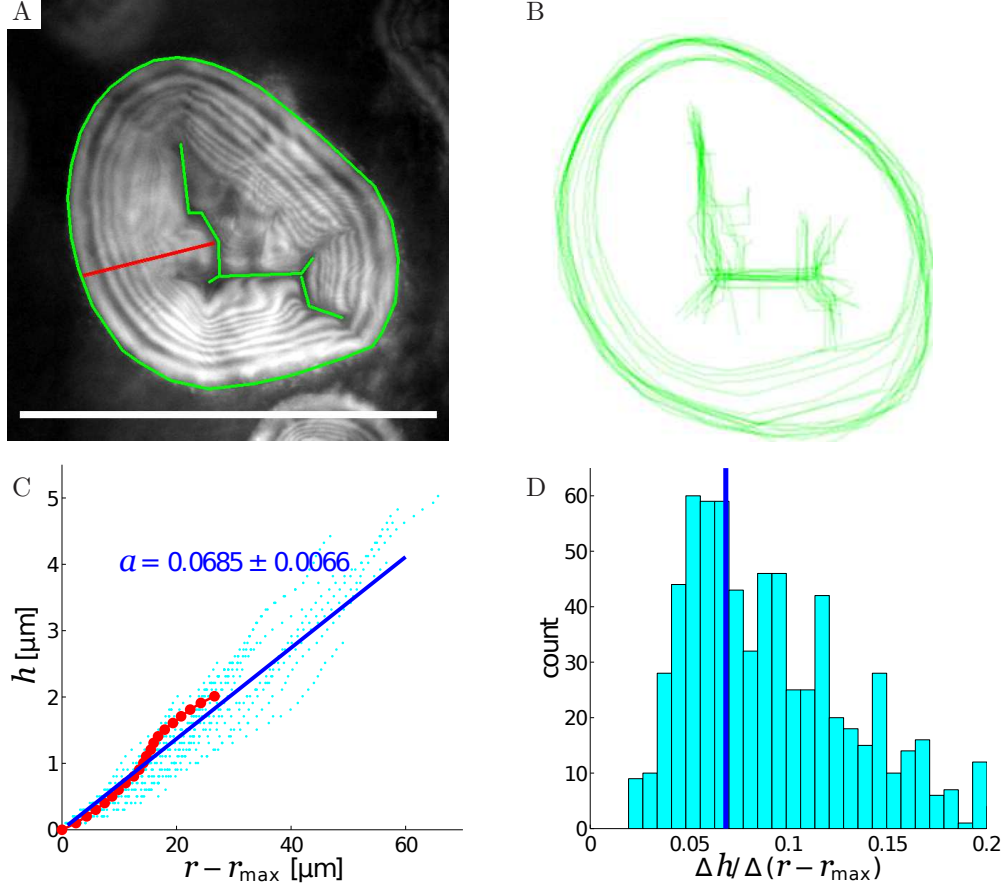 A
B
C
5
4
3
2
1
0
h [μm]
a = 0.0685 ± 0.0066
0 20 40 60
r − r_max [μm]
D
60
50
40
30
20
10
0
count
0 0.05 0.1 0.15 0.2
Δh/Δ(r − r_max)